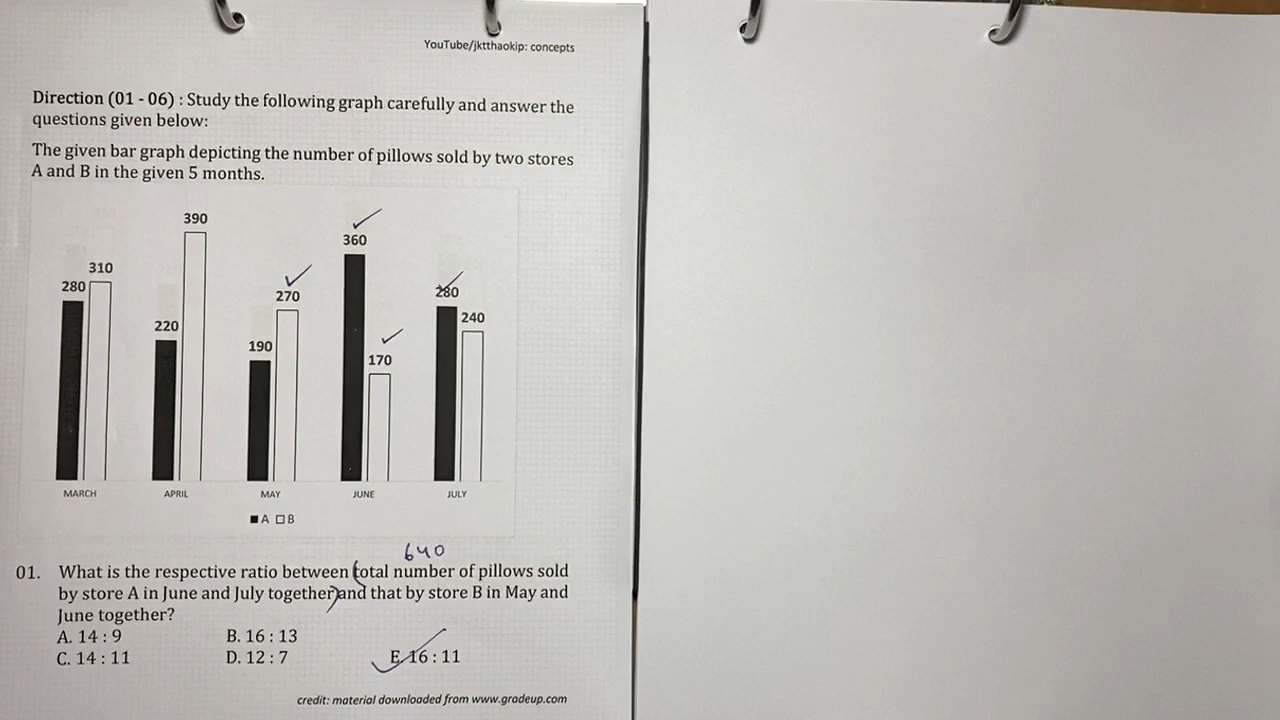 YouTube/jktthaokip: concepts
Direction (01 - 06) : Study the following graph carefully and answer the
questions given below:
The given bar graph depicting the number of pillows sold by two stores
A and B in the given 5 months.
390
360
310
280
270
280
240
220
190
170
MARCH APRIL MAY JUNE JULY
A B
640
01. What is the respective ratio between total number of pillows sold
by store A in June and July together and that by store B in May and
June together?
A. 14 : 9 B. 16 : 13
C. 14 : 11 D. 12 : 7 E. 16 : 11
credit: material downloaded from www.gradeup.com